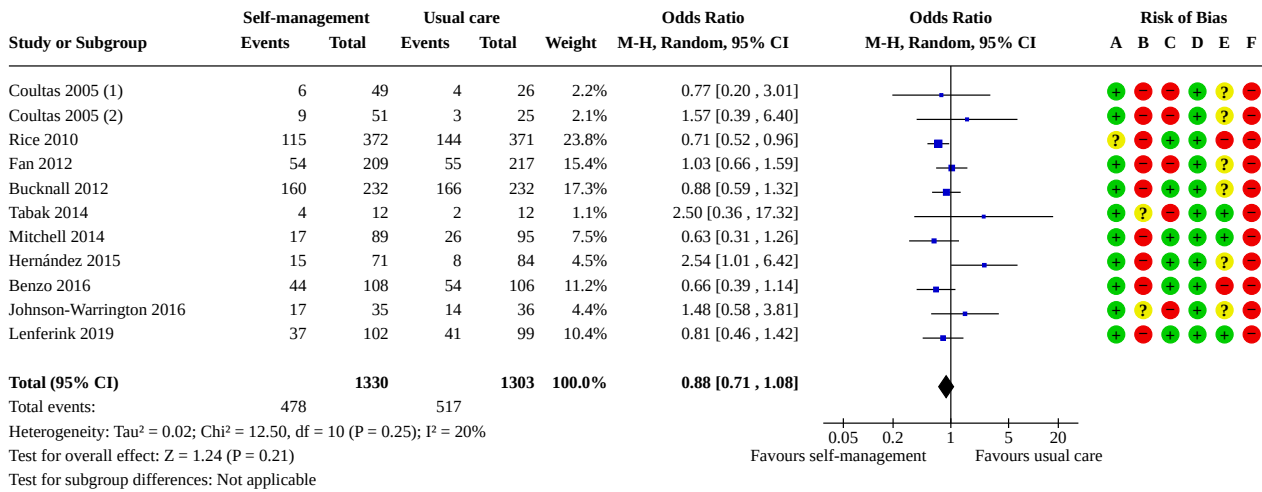 Self-management Usual care Odds Ratio Odds Ratio Risk of Bias
Study or Subgroup Events Total Events Total Weight M-H, Random, 95% CI M-H, Random, 95% CI A B C D E F
Coultas 2005 (1) 6 49 4 26 2.2% 0.77 [0.20 , 3.01] + − − + ? −
Coultas 2005 (2) 9 51 3 25 2.1% 1.57 [0.39 , 6.40] + − − + ? −
Rice 2010 115 372 144 371 23.8% 0.71 [0.52 , 0.96] ? − + + − −
Fan 2012 54 209 55 217 15.4% 1.03 [0.66 , 1.59] + − − + ? −
Bucknall 2012 160 232 166 232 17.3% 0.88 [0.59 , 1.32] + − + + ? −
Tabak 2014 4 12 2 12 1.1% 2.50 [0.36 , 17.32] + ? − + + −
Mitchell 2014 17 89 26 95 7.5% 0.63 [0.31 , 1.26] + − + + + −
Hernández 2015 15 71 8 84 4.5% 2.54 [1.01 , 6.42] + − + + ? −
Benzo 2016 44 108 54 106 11.2% 0.66 [0.39 , 1.14] + − + + − −
Johnson-Warrington 2016 17 35 14 36 4.4% 1.48 [0.58 , 3.81] + ? − + ? −
Lenferink 2019 37 102 41 99 10.4% 0.81 [0.46 , 1.42] + − + + + −
Total (95% CI) 1330 1303 100.0% 0.88 [0.71 , 1.08]
Total events: 478 517
Heterogeneity: Tau² = 0.02; Chi² = 12.50, df = 10 (P = 0.25); I² = 20%
0.05 0.2 1 5 20
Test for overall effect: Z = 1.24 (P = 0.21) Favours self-management Favours usual care
Test for subgroup differences: Not applicable